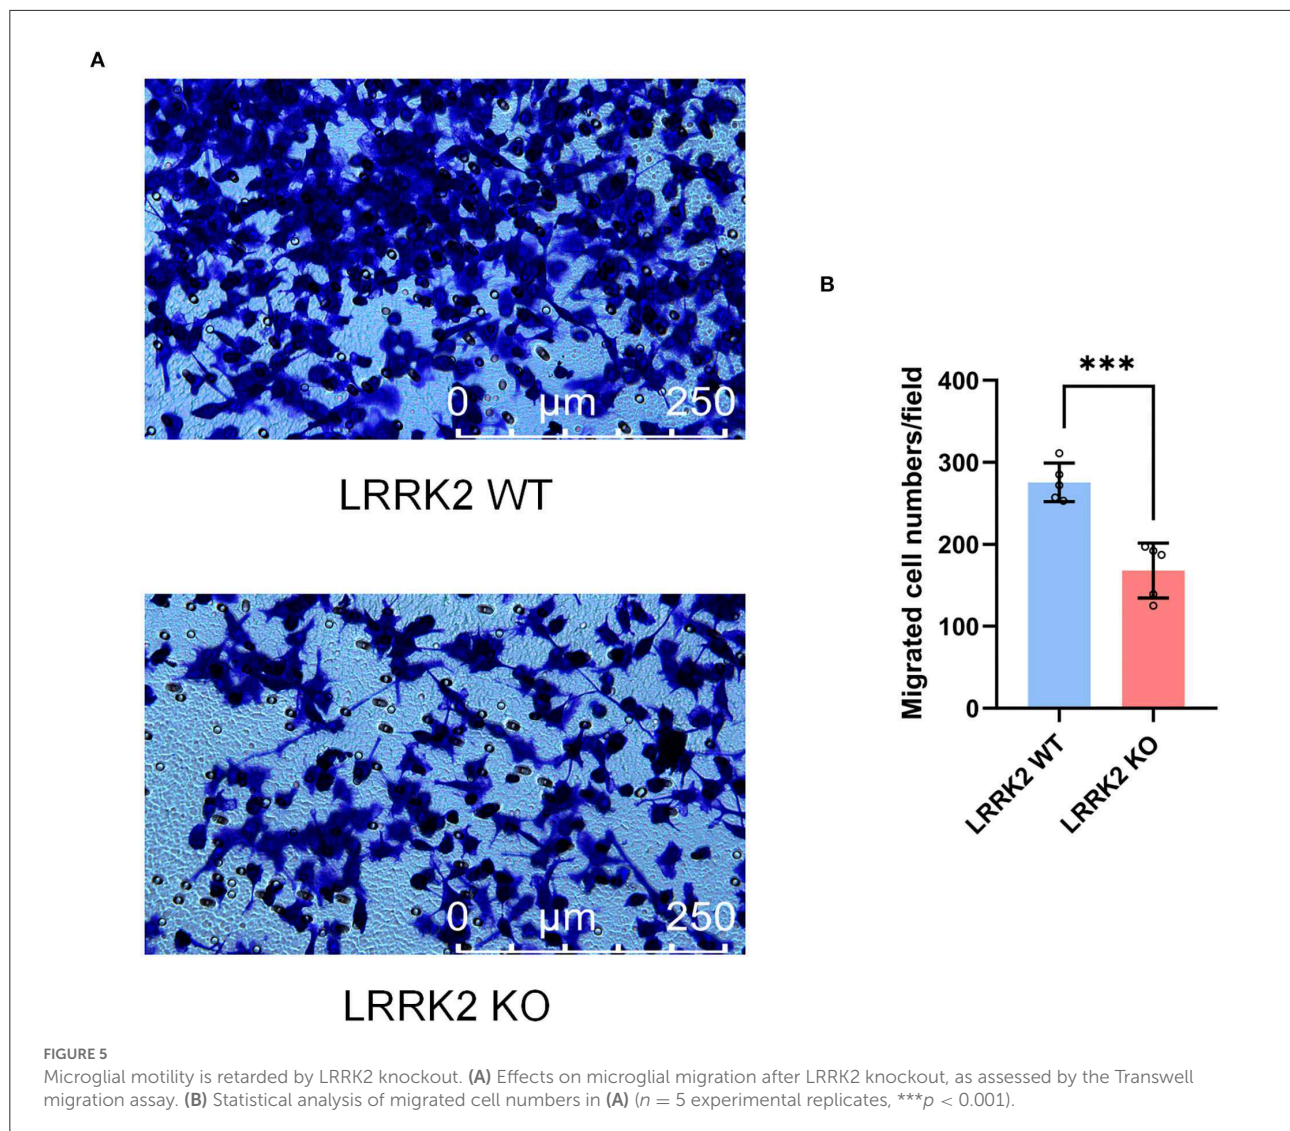 A
0 µm 250
LRRK2 WT
0 µm 250
LRRK2 KO
B
***
Migrated cell numbers/field
400
300
200
100
0
LRRK2 WT
LRRK2 KO
FIGURE 5
Microglial motility is retarded by LRRK2 knockout. (A) Effects on microglial migration after LRRK2 knockout, as assessed by the Transwell
migration assay. (B) Statistical analysis of migrated cell numbers in (A) (n = 5 experimental replicates, ***p < 0.001).